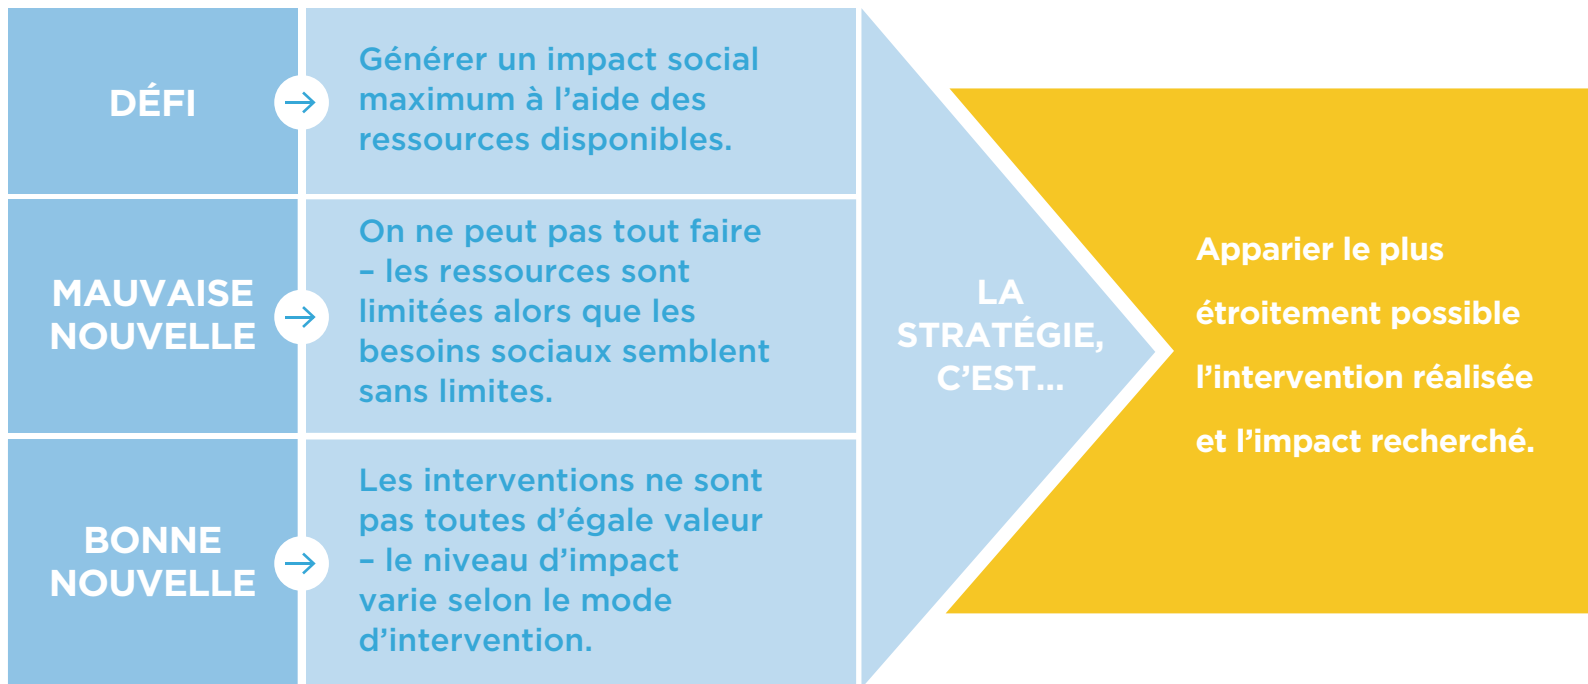 DÉFI
Générer un impact social
maximum à l’aide des
ressources disponibles.
MAUVAISE
NOUVELLE
On ne peut pas tout faire
– les ressources sont
limitées alors que les
besoins sociaux semblent
sans limites.
BONNE
NOUVELLE
Les interventions ne sont
pas toutes d’égale valeur
– le niveau d’impact
varie selon le mode
d’intervention.
LA
STRATÉGIE,
C’EST...
Apparier le plus
étroitement possible
l’intervention réalisée
et l’impact recherché.